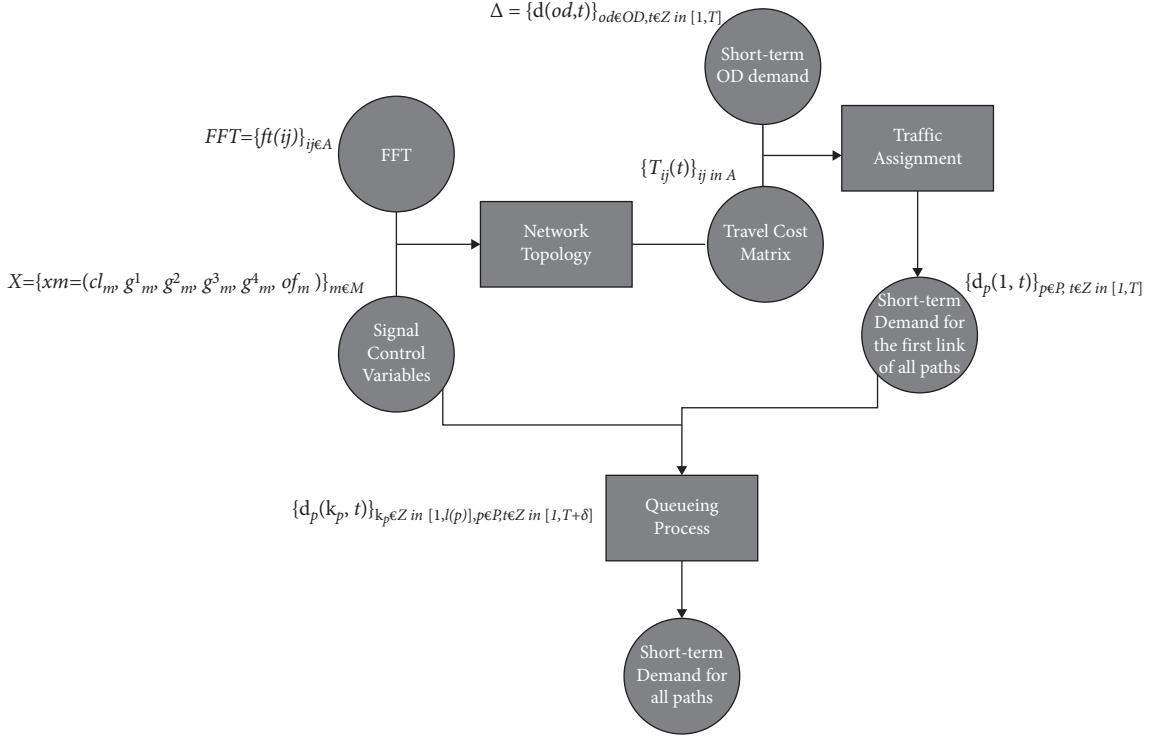 Δ = {d(od,t)}od∈OD,t∈Z in [1,T]
Short-term
OD demand
FFT={ft(ij)}ij∈A
FFT
Traffic
Assignment
{Tij(t)}ij in A
Network
Topology
Travel Cost
Matrix
X={xm=(clm, g¹m, g²m, g³m, g⁴m, ofm )}m∈M
{dp(1, t)}p∈P, t∈Z in [1,T]
Signal
Control
Variables
Short-term
Demand for
the first link
of all paths
{dp(kp, t)}kp∈Z in [1,l(p)],p∈P,t∈Z in [1,T+δ]
Queueing
Process
Short-term
Demand for
all paths